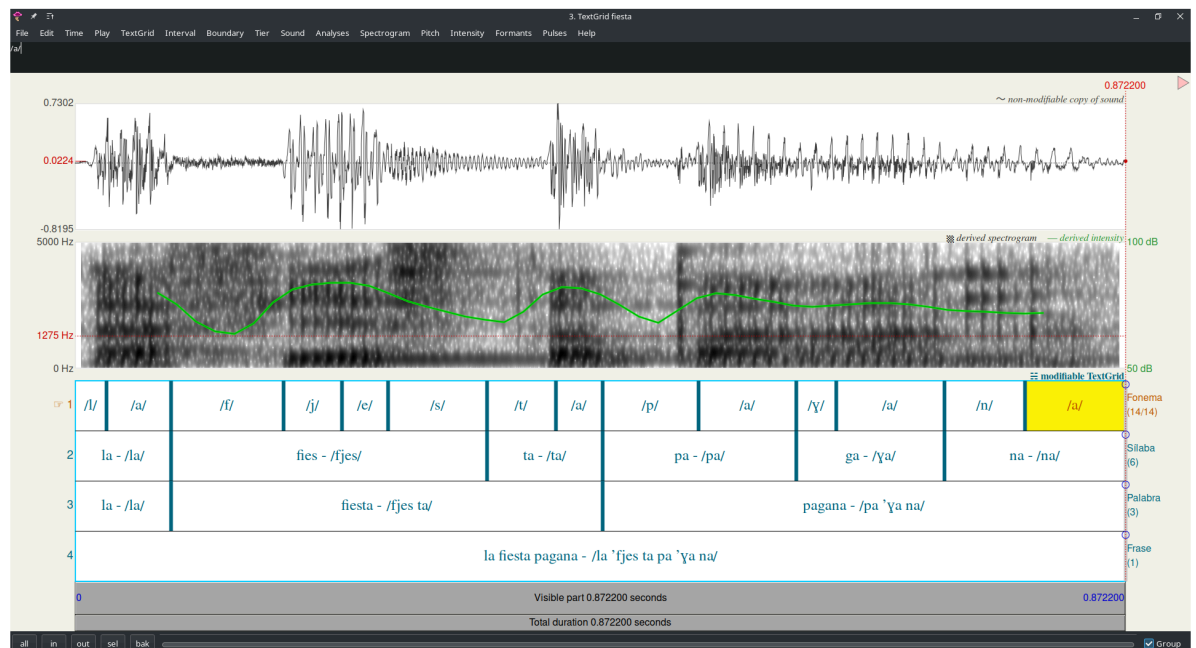 3. TextGrid fiesta
File Edit Time Play TextGrid Interval Boundary Tier Sound Analyses Spectrogram Pitch Intensity Formants Pulses Help
/a/
0.872200
0.7302
～ non-modifiable copy of sound
0.0224
-0.8195
5000 Hz
derived spectrogram — derived intensity
100 dB
1275 Hz
0 Hz
50 dB
modifiable TextGrid
☞ 1 /l/ /a/ /f/ /j/ /e/ /s/ /t/ /a/ /p/ /a/ /ɣ/ /a/ /n/ /a/ Fonema (14/14)
2 la - /la/ fies - /fjes/ ta - /ta/ pa - /pa/ ga - /ɣa/ na - /na/ Sílaba (6)
3 la - /la/ fiesta - /fjes ta/ pagana - /pa ˈɣa na/ Palabra (3)
4 la fiesta pagana - /la ˈfjes ta pa ˈɣa na/ Frase (1)
0 Visible part 0.872200 seconds 0.872200
Total duration 0.872200 seconds
all in out sel bak Group